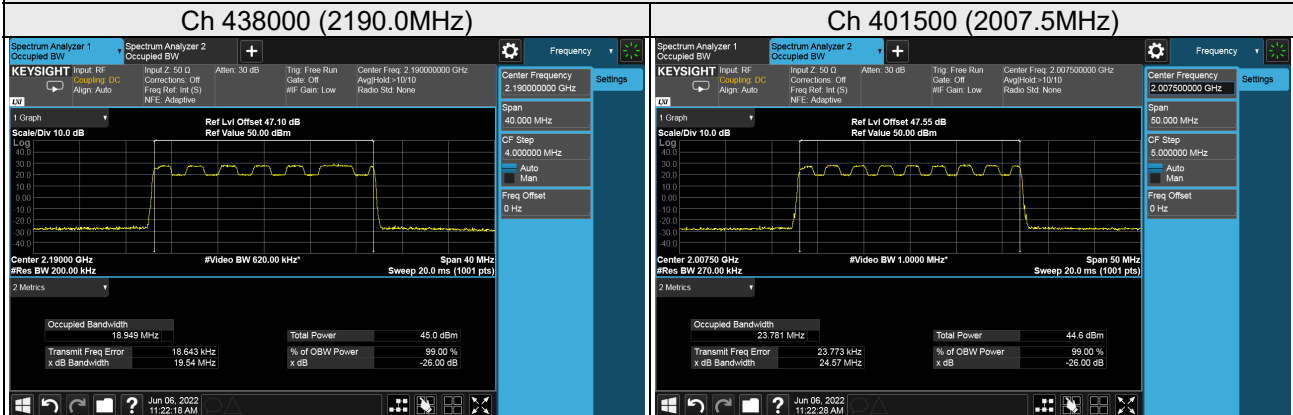 Ch 438000 (2190.0MHz)
Spectrum Analyzer 1
Occupied BW
Spectrum Analyzer 2
Occupied BW
Frequency
KEYSIGHT
Input: RF
Coupling: DC
Align: Auto
Input Z: 50 Ω
Corrections: Off
Freq Ref: Int (S)
NFE: Adaptive
Atten: 30 dB
Trig: Free Run
Gate: Off
#IF Gain: Low
Center Freq: 2.190000000 GHz
Avg|Hold:>10/10
Radio Std: None
LXI
Center Frequency
2.190000000 GHz
Settings
Span
40.000 MHz
CF Step
4.000000 MHz
Auto
Man
Freq Offset
0 Hz
1 Graph
Scale/Div 10.0 dB
Ref Lvl Offset 47.10 dB
Ref Value 50.00 dBm
Log
40.0
30.0
20.0
10.0
0.00
-10.0
-20.0
-30.0
-40.0
Center 2.19000 GHz
#Res BW 200.00 kHz
#Video BW 620.00 kHz*
Span 40 MHz
Sweep 20.0 ms (1001 pts)
2 Metrics
Occupied Bandwidth
18.949 MHz
Total Power 45.0 dBm
Transmit Freq Error 18.643 kHz
% of OBW Power 99.00 %
x dB Bandwidth 19.54 MHz
x dB -26.00 dB
?
Jun 06, 2022
11:22:18 AM
Ch 401500 (2007.5MHz)
Spectrum Analyzer 1
Occupied BW
Spectrum Analyzer 2
Occupied BW
Frequency
KEYSIGHT
Input: RF
Coupling: DC
Align: Auto
Input Z: 50 Ω
Corrections: Off
Freq Ref: Int (S)
NFE: Adaptive
Atten: 30 dB
Trig: Free Run
Gate: Off
#IF Gain: Low
Center Freq: 2.007500000 GHz
Avg|Hold:>10/10
Radio Std: None
LXI
Center Frequency
2.007500000 GHz
Settings
Span
50.000 MHz
CF Step
5.000000 MHz
Auto
Man
Freq Offset
0 Hz
1 Graph
Scale/Div 10.0 dB
Ref Lvl Offset 47.55 dB
Ref Value 50.00 dBm
Log
40.0
30.0
20.0
10.0
0.00
-10.0
-20.0
-30.0
-40.0
Center 2.00750 GHz
#Res BW 270.00 kHz
#Video BW 1.0000 MHz*
Span 50 MHz
Sweep 20.0 ms (1001 pts)
2 Metrics
Occupied Bandwidth
23.781 MHz
Total Power 44.6 dBm
Transmit Freq Error 23.773 kHz
% of OBW Power 99.00 %
x dB Bandwidth 24.57 MHz
x dB -26.00 dB
?
Jun 06, 2022
11:22:28 AM